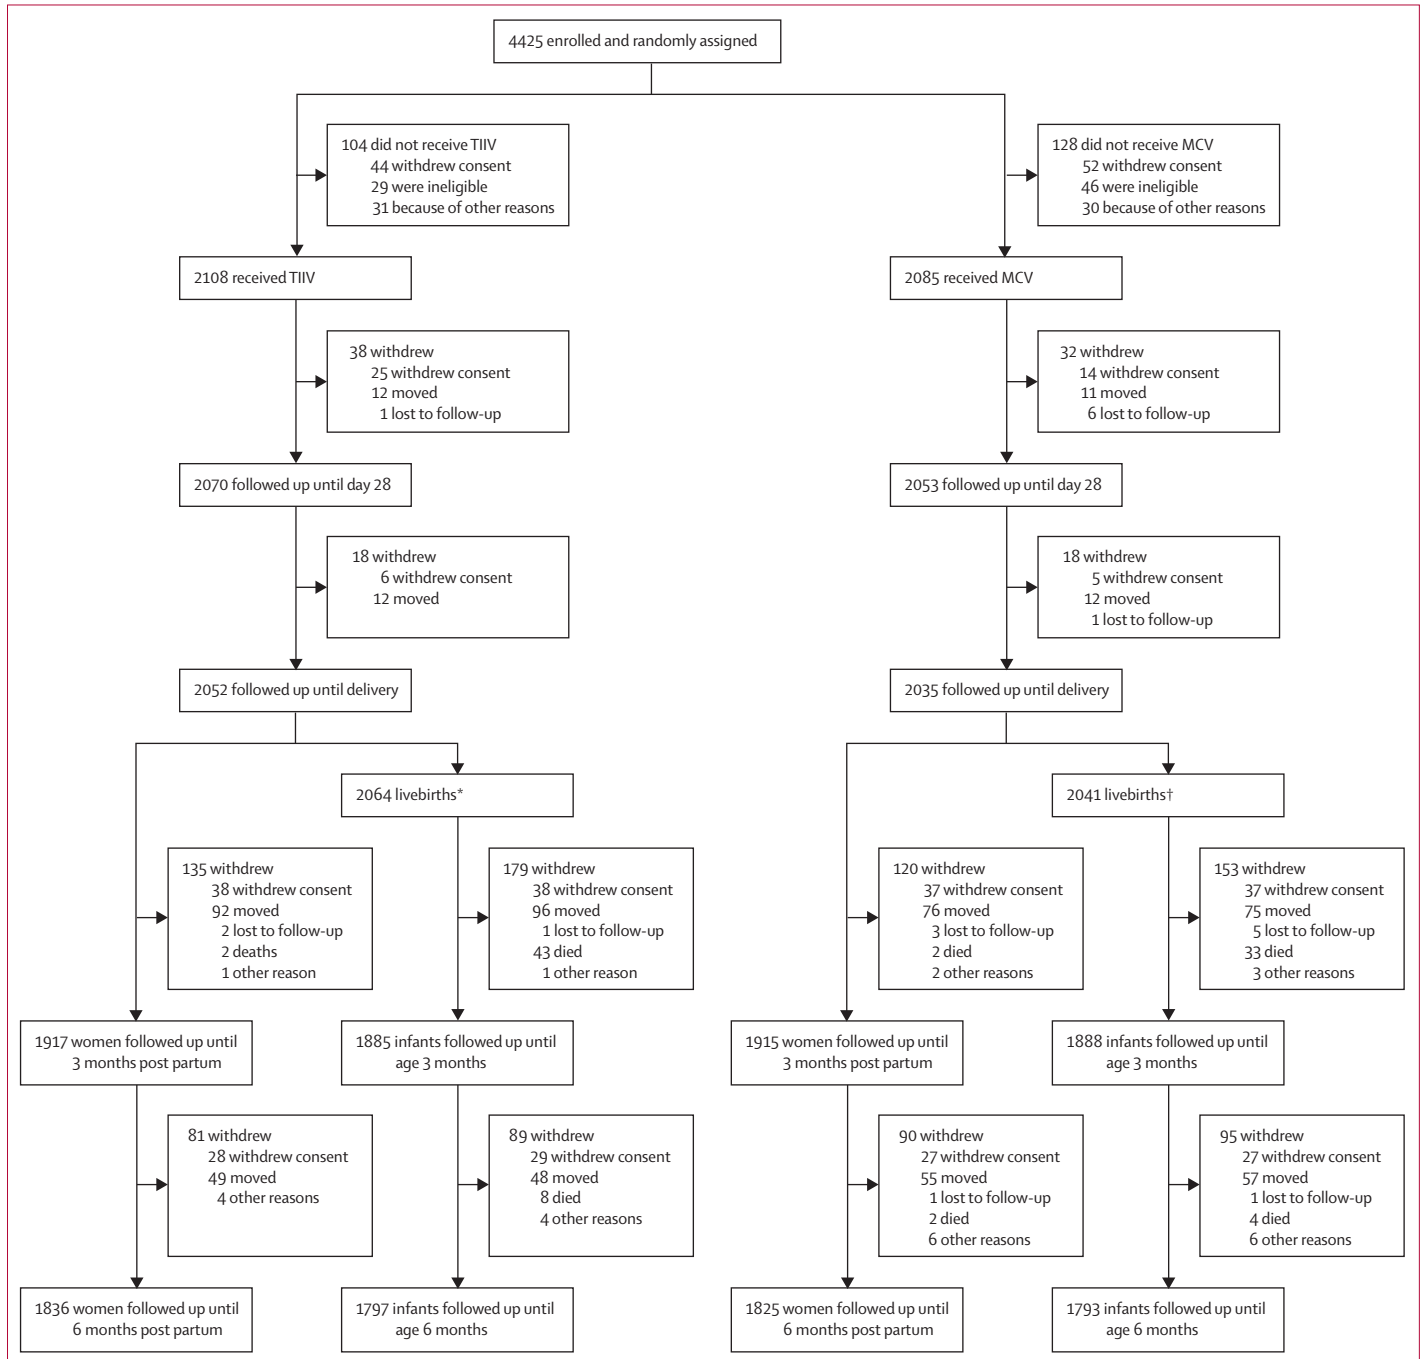 4425 enrolled and randomly assigned
104 did not receive TIIV
44 withdrew consent
29 were ineligible
31 because of other reasons
128 did not receive MCV
52 withdrew consent
46 were ineligible
30 because of other reasons
2108 received TIIV
2085 received MCV
38 withdrew
25 withdrew consent
12 moved
1 lost to follow-up
32 withdrew
14 withdrew consent
11 moved
6 lost to follow-up
2070 followed up until day 28
2053 followed up until day 28
18 withdrew
6 withdrew consent
12 moved
18 withdrew
5 withdrew consent
12 moved
1 lost to follow-up
2052 followed up until delivery
2035 followed up until delivery
2064 livebirths*
2041 livebirths†
135 withdrew
38 withdrew consent
92 moved
2 lost to follow-up
2 deaths
1 other reason
179 withdrew
38 withdrew consent
96 moved
1 lost to follow-up
43 died
1 other reason
120 withdrew
37 withdrew consent
76 moved
3 lost to follow-up
2 died
2 other reasons
153 withdrew
37 withdrew consent
75 moved
5 lost to follow-up
33 died
3 other reasons
1917 women followed up until
3 months post partum
1885 infants followed up until
age 3 months
1915 women followed up until
3 months post partum
1888 infants followed up until
age 3 months
81 withdrew
28 withdrew consent
49 moved
4 other reasons
89 withdrew
29 withdrew consent
48 moved
8 died
4 other reasons
90 withdrew
27 withdrew consent
55 moved
1 lost to follow-up
2 died
6 other reasons
95 withdrew
27 withdrew consent
57 moved
1 lost to follow-up
4 died
6 other reasons
1836 women followed up until
6 months post partum
1797 infants followed up until
age 6 months
1825 women followed up until
6 months post partum
1793 infants followed up until
age 6 months